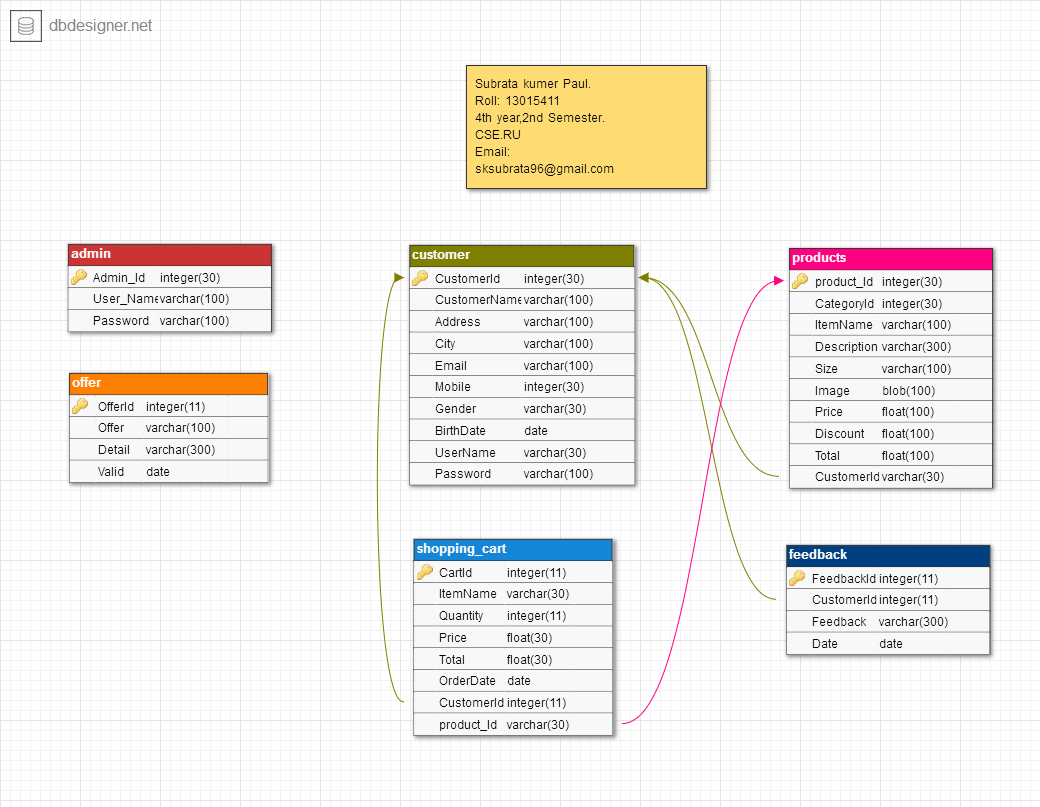 dbdesigner.net
Subrata kumer Paul.
Roll: 13015411
4th year,2nd Semester.
CSE.RU
Email:
sksubrata96@gmail.com
admin
Admin_Id integer(30)
User_Name varchar(100)
Password varchar(100)
offer
OfferId integer(11)
Offer varchar(100)
Detail varchar(300)
Valid date
customer
CustomerId integer(30)
CustomerName varchar(100)
Address varchar(100)
City varchar(100)
Email varchar(100)
Mobile integer(30)
Gender varchar(30)
BirthDate date
UserName varchar(30)
Password varchar(100)
shopping_cart
CartId integer(11)
ItemName varchar(30)
Quantity integer(11)
Price float(30)
Total float(30)
OrderDate date
CustomerId integer(11)
product_Id varchar(30)
products
product_Id integer(30)
CategoryId integer(30)
ItemName varchar(100)
Description varchar(300)
Size varchar(100)
Image blob(100)
Price float(100)
Discount float(100)
Total float(100)
CustomerId varchar(30)
feedback
FeedbackId integer(11)
CustomerId integer(11)
Feedback varchar(300)
Date date